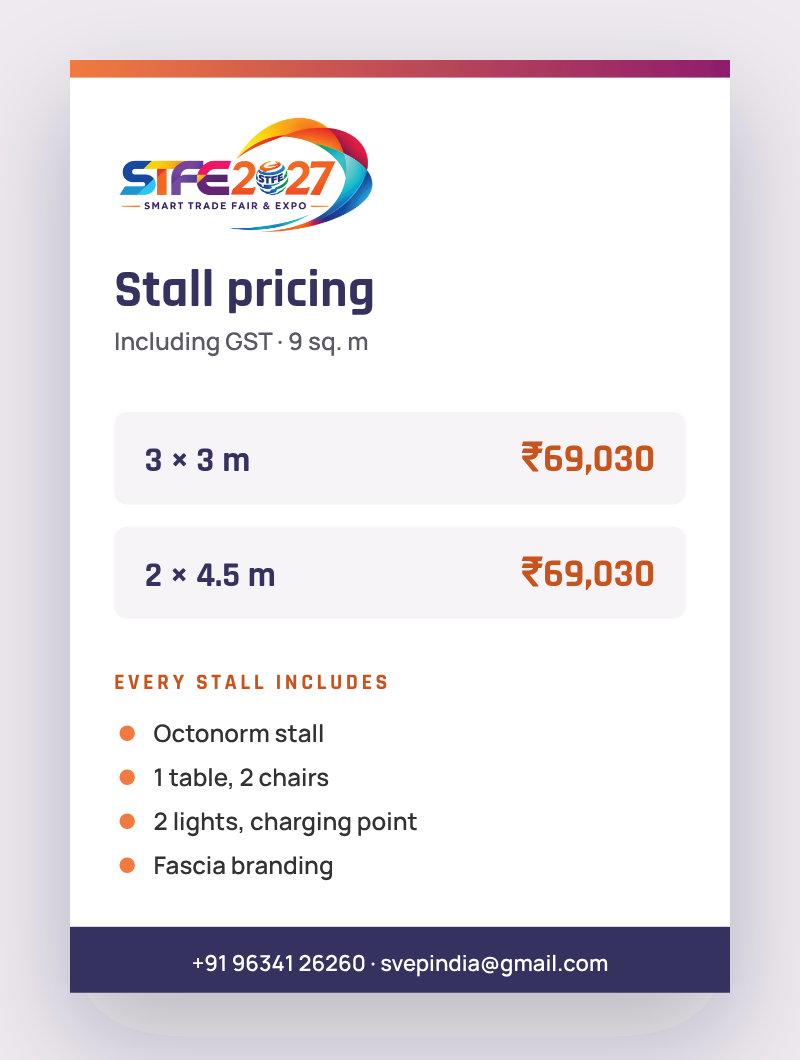 STFE2027
STFE
SMART TRADE FAIR & EXPO
Stall pricing
Including GST · 9 sq. m
3 × 3 m ₹69,030
2 × 4.5 m ₹69,030
EVERY STALL INCLUDES
Octonorm stall
1 table, 2 chairs
2 lights, charging point
Fascia branding
+91 96341 26260 · svepindia@gmail.com